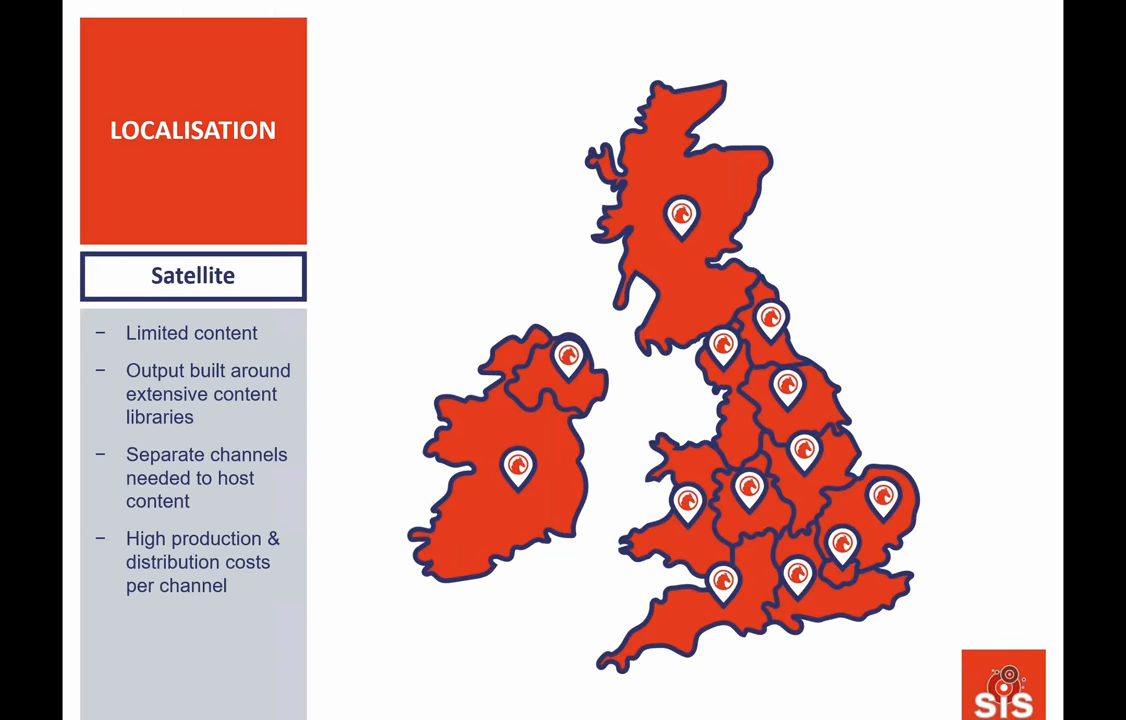 LOCALISATION
Satellite
– Limited content
– Output built around
extensive content
libraries
– Separate channels
needed to host
content
– High production &
distribution costs
per channel
SiS